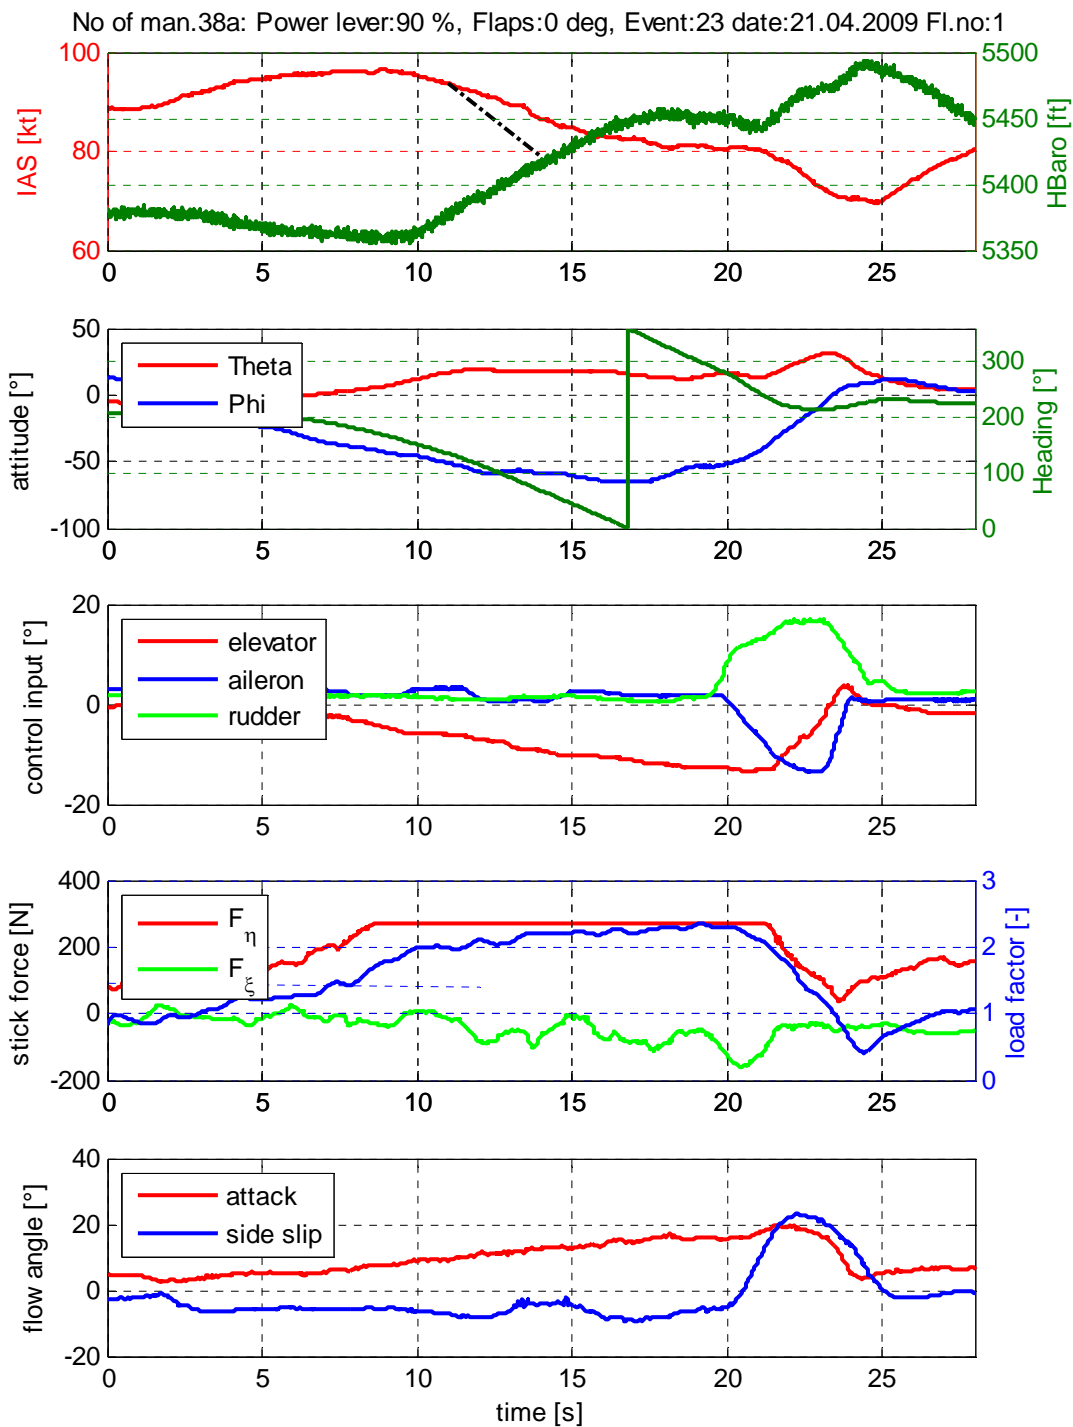 No of man.38a: Power lever:90 %, Flaps:0 deg, Event:23 date:21.04.2009 Fl.no:1
100
80
60
IAS [kt]
5500
5450
5400
5350
HBaro [ft]
0 5 10 15 20 25
50
0
-50
-100
attitude [°]
Theta
Phi
300
200
100
0
Heading [°]
0 5 10 15 20 25
20
0
-20
control input [°]
elevator
aileron
rudder
0 5 10 15 20 25
400
200
0
-200
stick force [N]
F_η
F_ξ
3
2
1
0
load factor [-]
0 5 10 15 20 25
40
20
0
-20
flow angle [°]
attack
side slip
0 5 10 15 20 25
time [s]